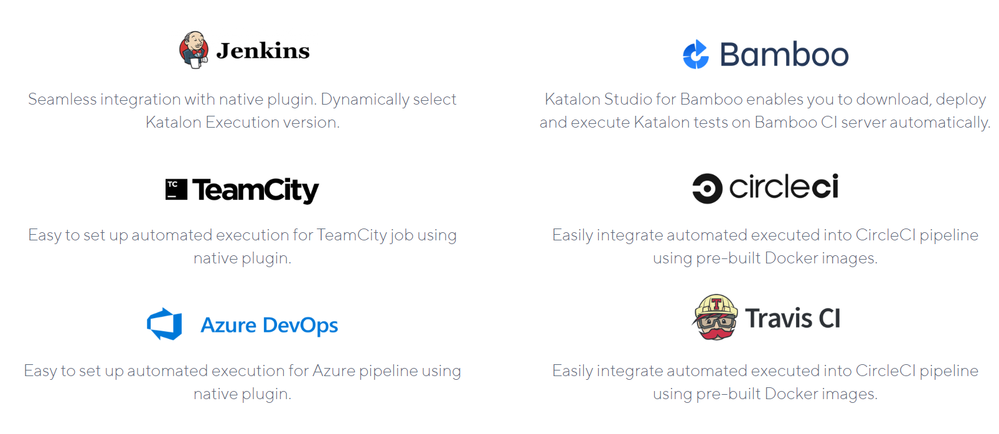 Jenkins
Seamless integration with native plugin. Dynamically select
Katalon Execution version.
Bamboo
Katalon Studio for Bamboo enables you to download, deploy
and execute Katalon tests on Bamboo CI server automatically.
TC TeamCity
Easy to set up automated execution for TeamCity job using
native plugin.
circleci
Easily integrate automated executed into CircleCI pipeline
using pre-built Docker images.
Azure DevOps
Easy to set up automated execution for Azure pipeline using
native plugin.
T Travis CI
Easily integrate automated executed into CircleCI pipeline
using pre-built Docker images.